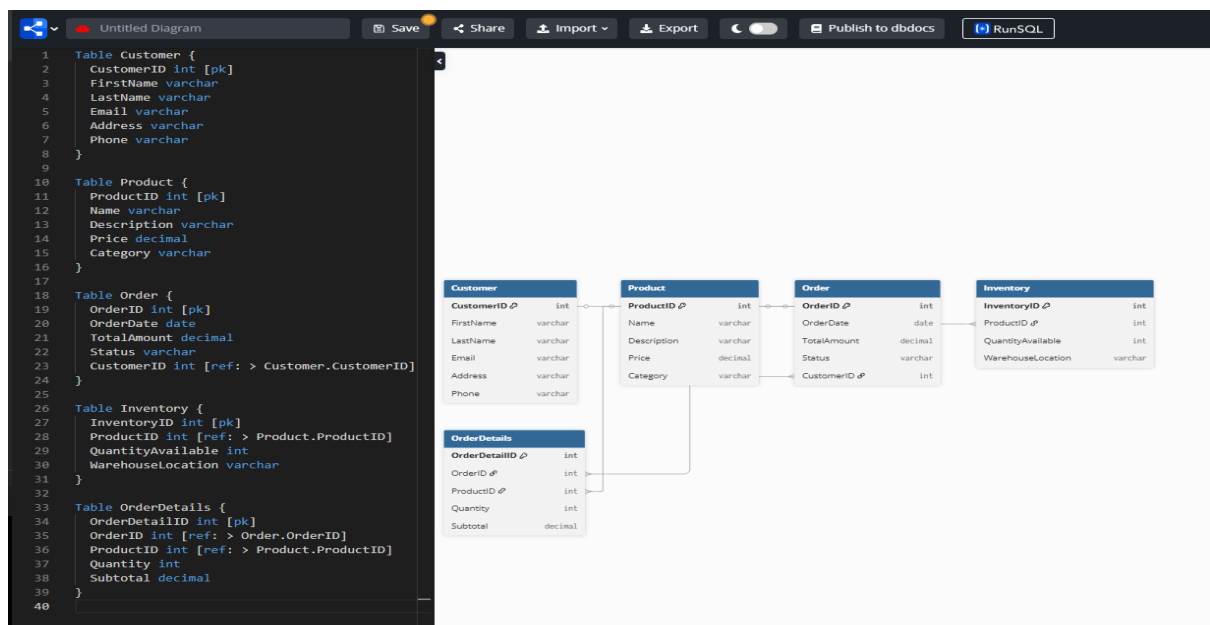 Untitled Diagram
Save
Share
Import
Export
Publish to dbdocs
RunSQL
1 Table Customer {
2 CustomerID int [pk]
3 FirstName varchar
4 LastName varchar
5 Email varchar
6 Address varchar
7 Phone varchar
8 }
9
10 Table Product {
11 ProductID int [pk]
12 Name varchar
13 Description varchar
14 Price decimal
15 Category varchar
16 }
17
18 Table Order {
19 OrderID int [pk]
20 OrderDate date
21 TotalAmount decimal
22 Status varchar
23 CustomerID int [ref: > Customer.CustomerID]
24 }
25
26 Table Inventory {
27 InventoryID int [pk]
28 ProductID int [ref: > Product.ProductID]
29 QuantityAvailable int
30 WarehouseLocation varchar
31 }
32
33 Table OrderDetails {
34 OrderDetailID int [pk]
35 OrderID int [ref: > Order.OrderID]
36 ProductID int [ref: > Product.ProductID]
37 Quantity int
38 Subtotal decimal
39 }
40
Customer
CustomerID int
FirstName varchar
LastName varchar
Email varchar
Address varchar
Phone varchar
Product
ProductID int
Name varchar
Description varchar
Price decimal
Category varchar
Order
OrderID int
OrderDate date
TotalAmount decimal
Status varchar
CustomerID int
Inventory
InventoryID int
ProductID int
QuantityAvailable int
WarehouseLocation varchar
OrderDetails
OrderDetailID int
OrderID int
ProductID int
Quantity int
Subtotal decimal